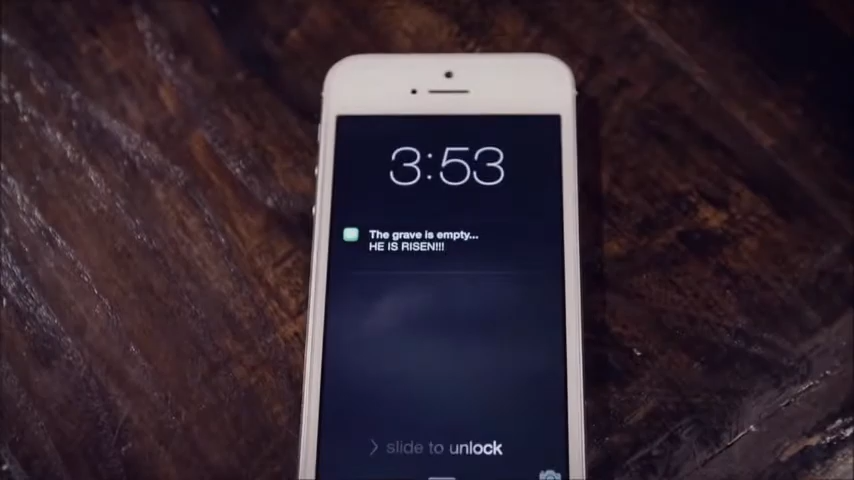 3:53
The grave is empty...
HE IS RISEN!!!
slide to unlock